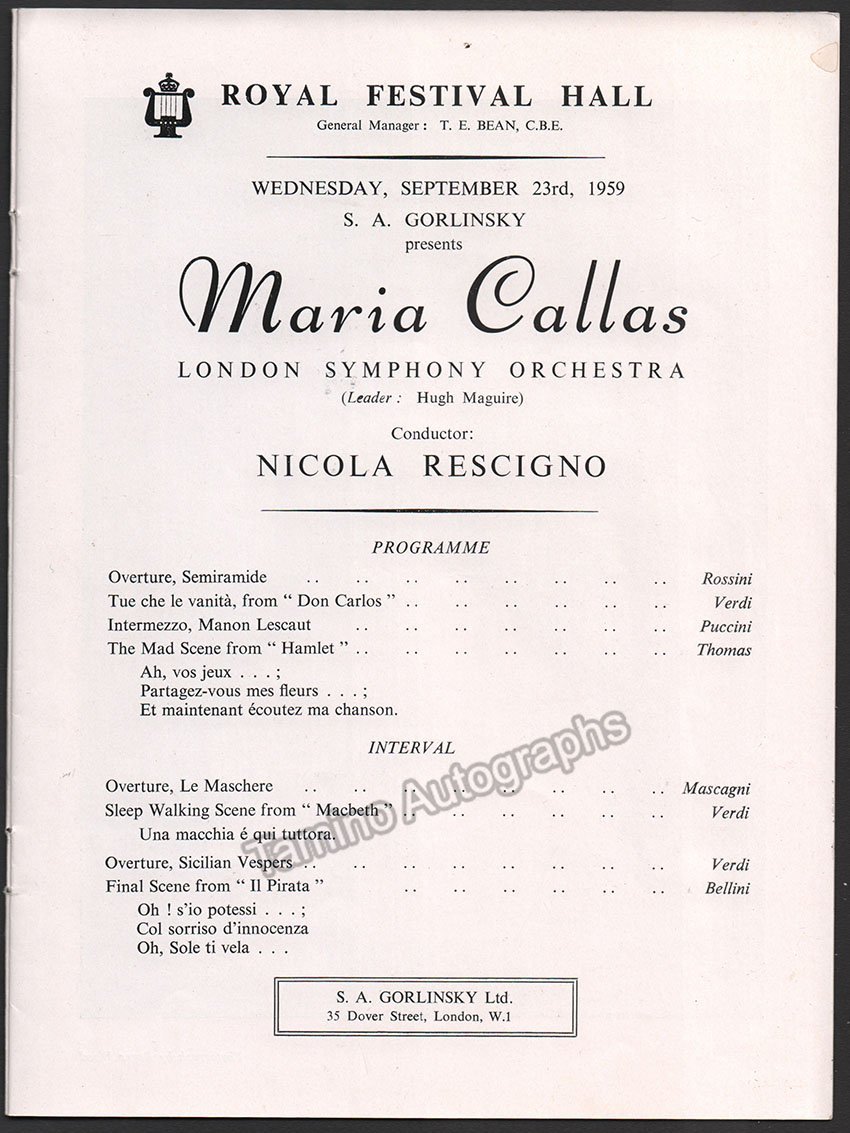 ROYAL FESTIVAL HALL
General Manager : T. E. BEAN, C.B.E.
WEDNESDAY, SEPTEMBER 23rd, 1959
S. A. GORLINSKY
presents
Maria Callas
LONDON SYMPHONY ORCHESTRA
(Leader : Hugh Maguire)
Conductor:
NICOLA RESCIGNO
PROGRAMME
Overture, Semiramide .. .. .. .. .. .. .. .. Rossini
Tue che le vanità, from “ Don Carlos ” .. .. .. .. .. .. Verdi
Intermezzo, Manon Lescaut .. .. .. .. .. .. .. Puccini
The Mad Scene from “ Hamlet ” .. .. .. .. .. .. .. Thomas
Ah, vos jeux . . . ;
Partagez-vous mes fleurs . . . ;
Et maintenant écoutez ma chanson.
INTERVAL
Overture, Le Maschere .. .. .. .. .. .. .. .. Mascagni
Sleep Walking Scene from “ Macbeth ” .. .. .. .. .. .. Verdi
Una macchia é qui tuttora.
Overture, Sicilian Vespers .. .. .. .. .. .. .. .. Verdi
Final Scene from “ Il Pirata ” .. .. .. .. .. .. Bellini
Oh ! s’io potessi . . . ;
Col sorriso d’innocenza
Oh, Sole ti vela . . .
S. A. GORLINSKY Ltd.
35 Dover Street, London, W.1
Tamino Autographs